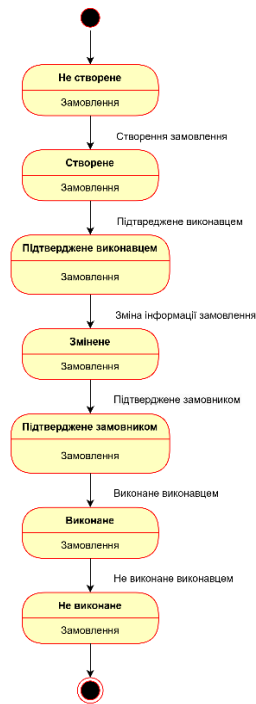 Не створене
Замовлення
Створення замовлення
Створене
Замовлення
Підтвреджене виконавцем
Підтверджене виконавцем
Замовлення
Зміна інформації замовлення
Змінене
Замовлення
Підтверджене замовником
Підтверджене замовником
Замовлення
Виконане виконавцем
Виконане
Замовлення
Не виконане виконавцем
Не виконане
Замовлення